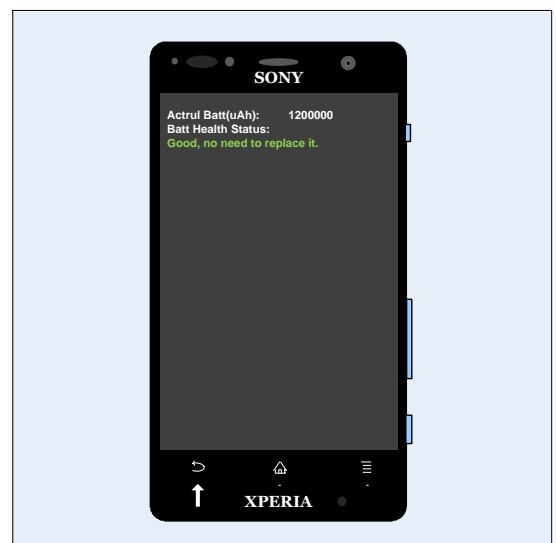 SONY
Actrul Batt(uAh): 1200000
Batt Health Status:
Good, no need to replace it.
XPERIA